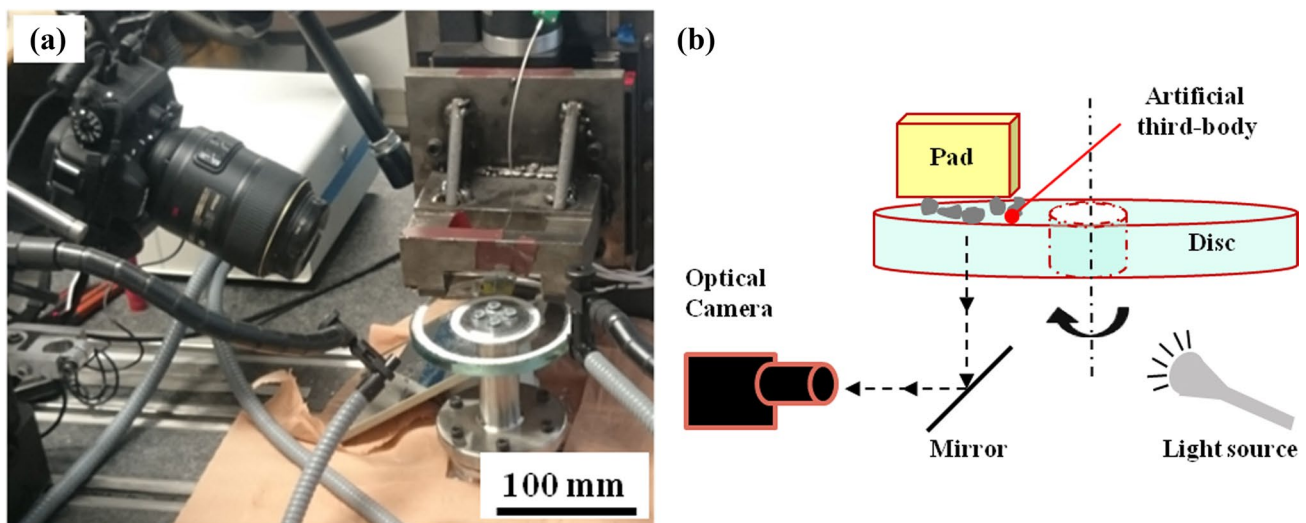 (a)
100 mm
(b)
Artificial
third-body
Pad
Disc
Optical
Camera
Mirror
Light source